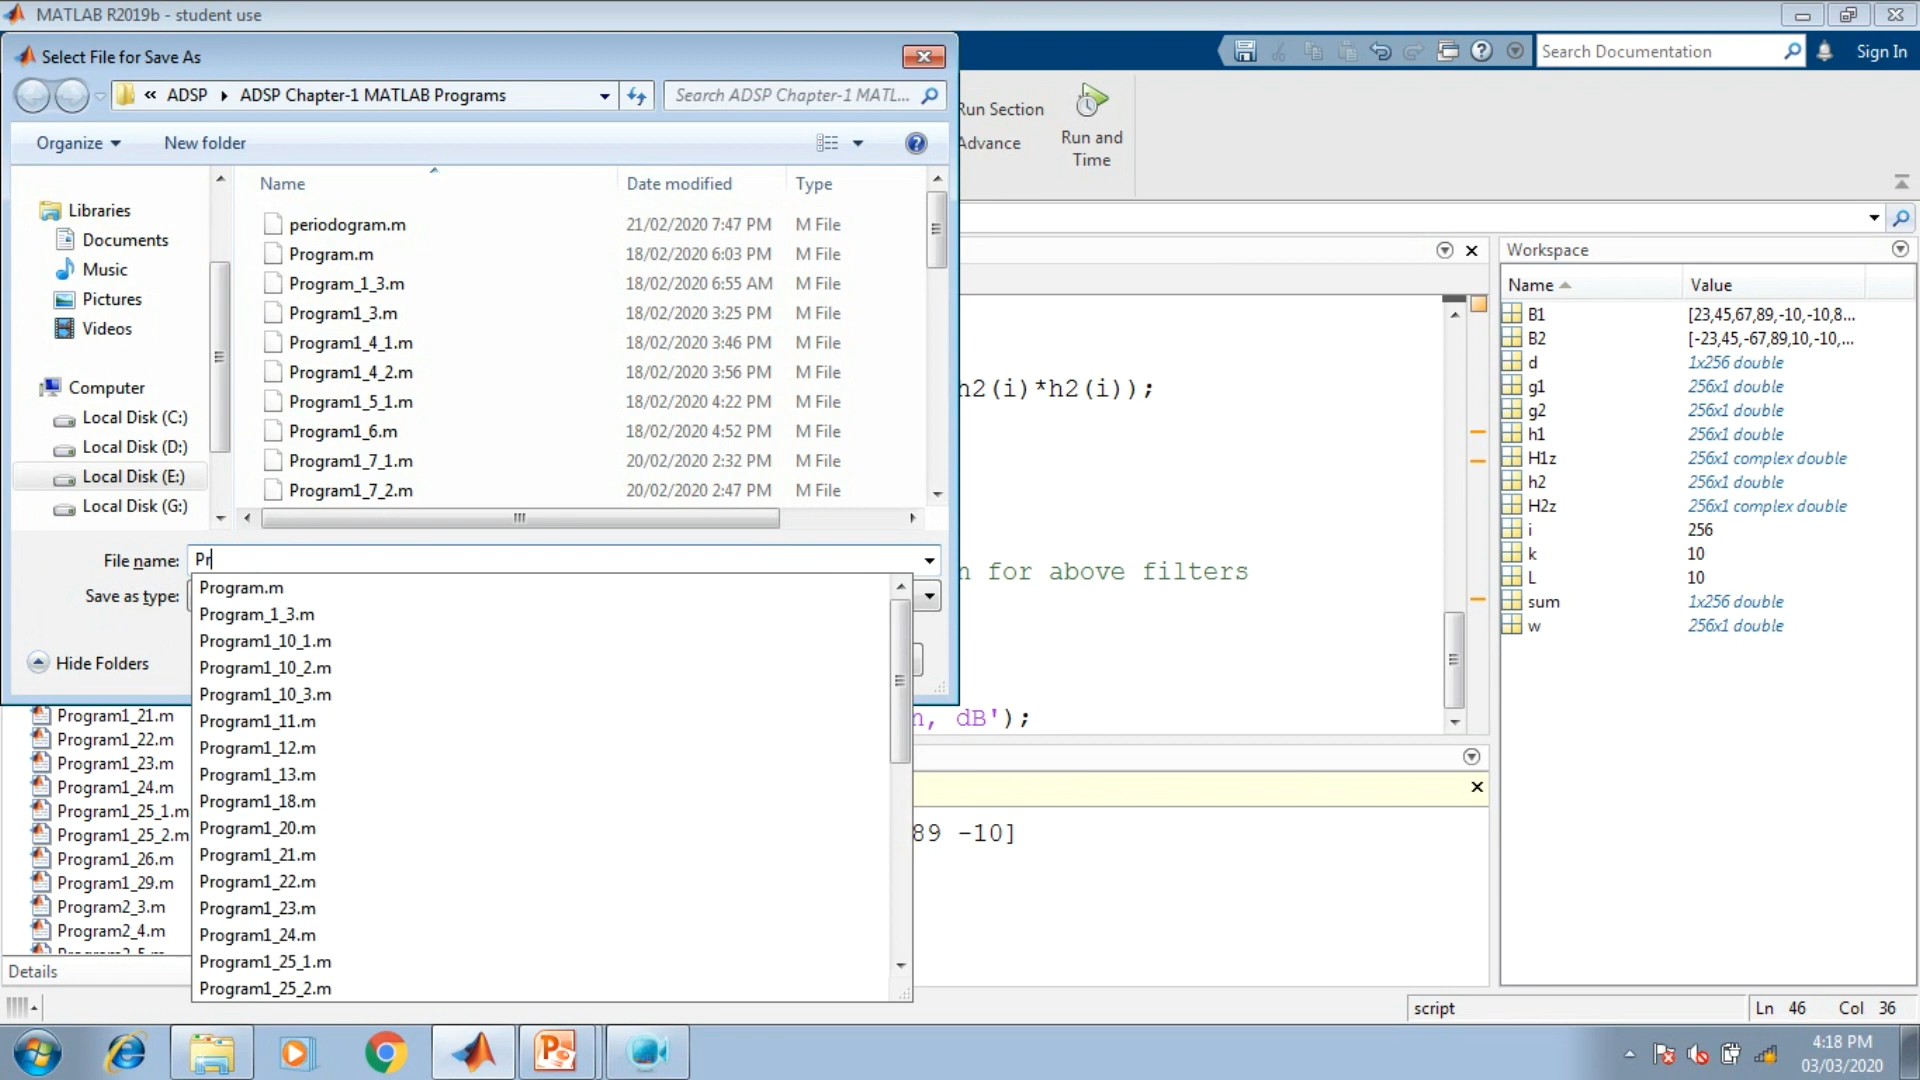 MATLAB R2019b - student use
Select File for Save As
« ADSP ▸ ADSP Chapter-1 MATLAB Programs
Search ADSP Chapter-1 MATL...
Organize
New folder
Name
Date modified
Type
Libraries
Documents
Music
Pictures
Videos
Computer
Local Disk (C:)
Local Disk (D:)
Local Disk (E:)
Local Disk (G:)
periodogram.m 21/02/2020 7:47 PM M File
Program.m 18/02/2020 6:03 PM M File
Program_1_3.m 18/02/2020 6:55 AM M File
Program1_3.m 18/02/2020 3:25 PM M File
Program1_4_1.m 18/02/2020 3:46 PM M File
Program1_4_2.m 18/02/2020 3:56 PM M File
Program1_5_1.m 18/02/2020 4:22 PM M File
Program1_6.m 18/02/2020 4:52 PM M File
Program1_7_1.m 20/02/2020 2:32 PM M File
Program1_7_2.m 20/02/2020 2:47 PM M File
File name: Pr
Save as type:
Hide Folders
Program.m
Program_1_3.m
Program1_10_1.m
Program1_10_2.m
Program1_10_3.m
Program1_11.m
Program1_12.m
Program1_13.m
Program1_18.m
Program1_20.m
Program1_21.m
Program1_22.m
Program1_23.m
Program1_24.m
Program1_25_1.m
Program1_25_2.m
Program1_21.m
Program1_22.m
Program1_23.m
Program1_24.m
Program1_25_1.m
Program1_25_2.m
Program1_26.m
Program1_29.m
Program2_3.m
Program2_4.m
Details
Search Documentation
Sign In
Run Section
Advance
Run and
Time
h2(i)*h2(i));
n for above filters
n, dB');
89 -10]
Workspace
Name Value
B1 [23,45,67,89,-10,-10,8...
B2 [-23,45,-67,89,10,-10,...
d 1x256 double
g1 256x1 double
g2 256x1 double
h1 256x1 double
H1z 256x1 complex double
h2 256x1 double
H2z 256x1 complex double
i 256
k 10
L 10
sum 1x256 double
w 256x1 double
script
Ln 46 Col 36
4:18 PM
03/03/2020